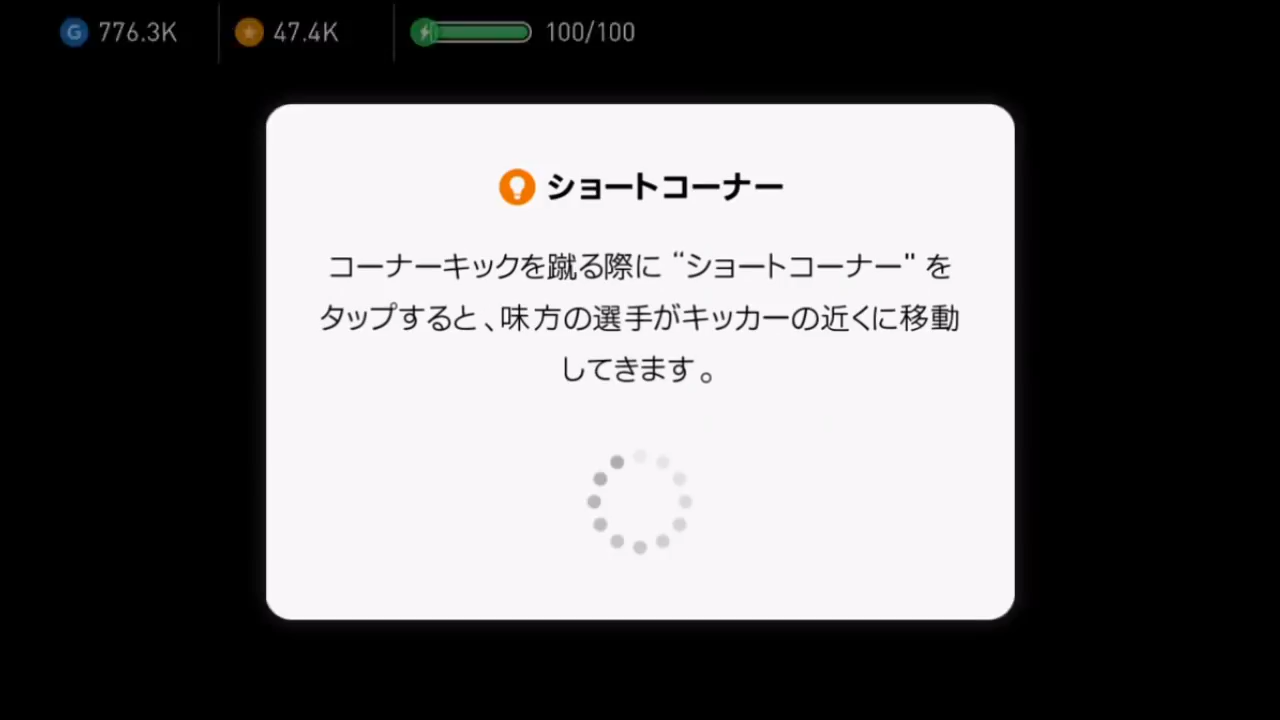 G 776.3K 47.4K 100/100
ショートコーナー
コーナーキックを蹴る際に “ショートコーナー" を
タップすると、味方の選手がキッカーの近くに移動
してきます。